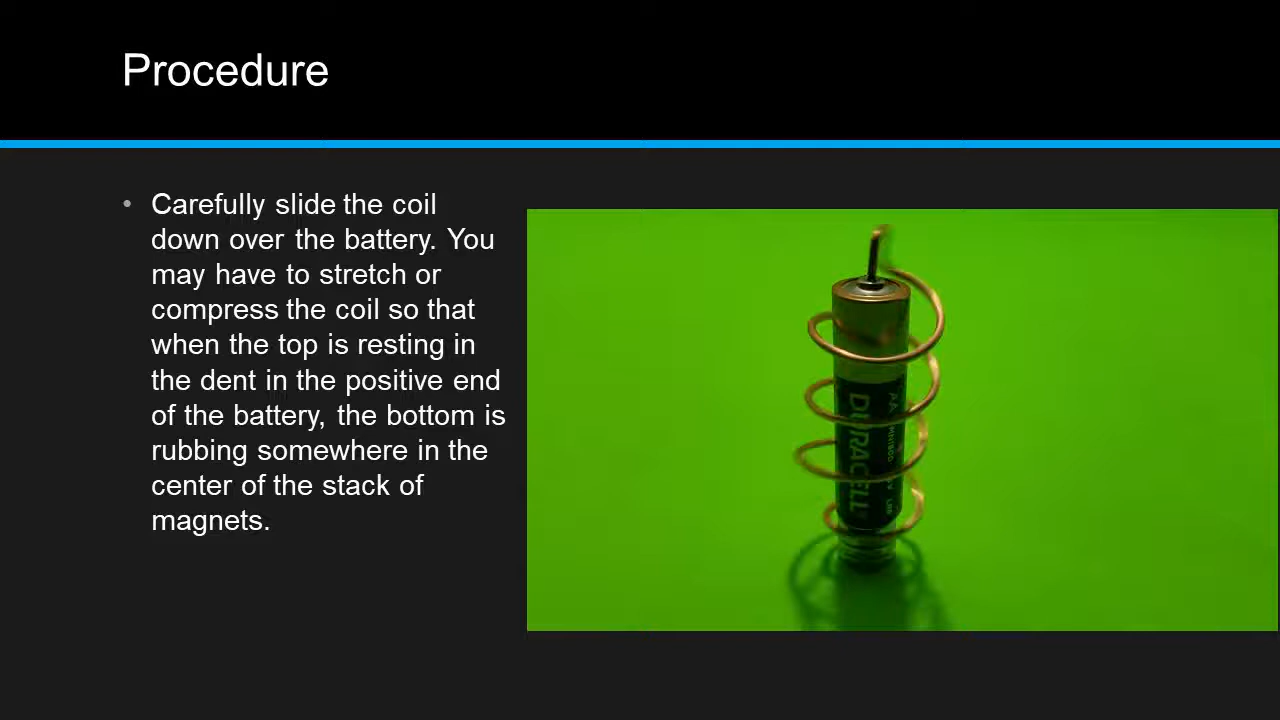 Procedure
• Carefully slide the coil
down over the battery. You
may have to stretch or
compress the coil so that
when the top is resting in
the dent in the positive end
of the battery, the bottom is
rubbing somewhere in the
center of the stack of
magnets.
DURACELL
AA